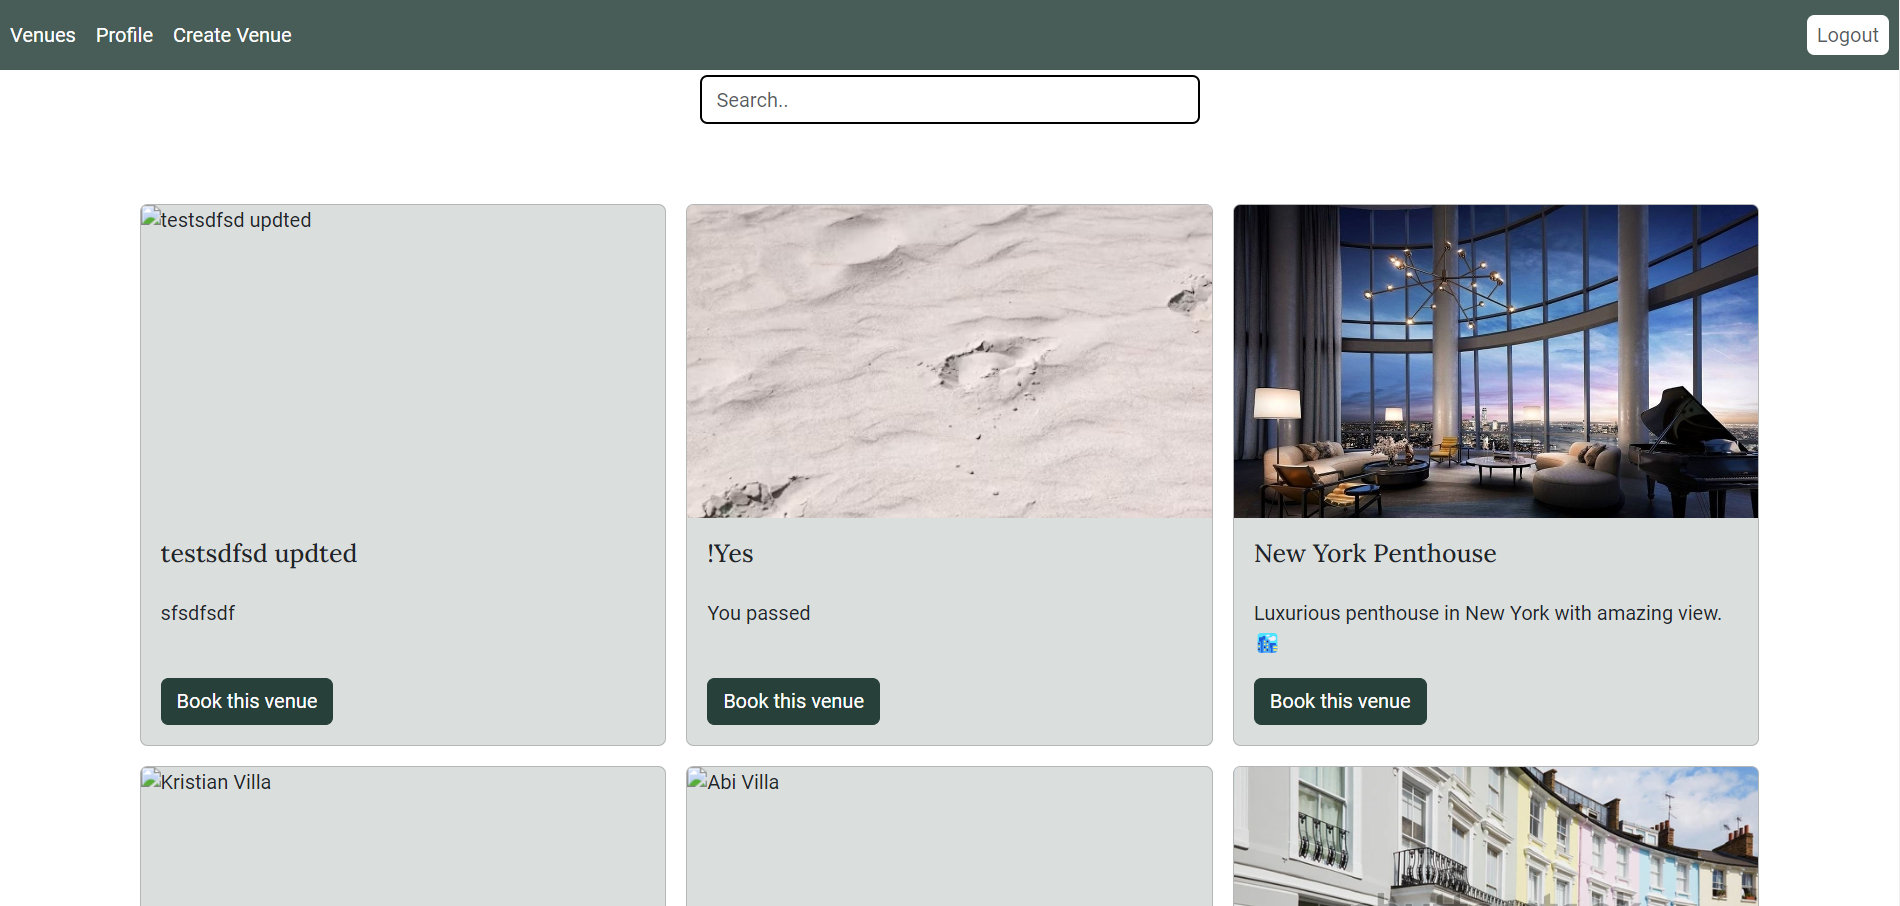 Venues Profile Create Venue Logout
Search..
testsdfsd updted
testsdfsd updted
sfsdfsdf
Book this venue
!Yes
You passed
Book this venue
New York Penthouse
Luxurious penthouse in New York with amazing view.
🏙️
Book this venue
Kristian Villa
Abi Villa